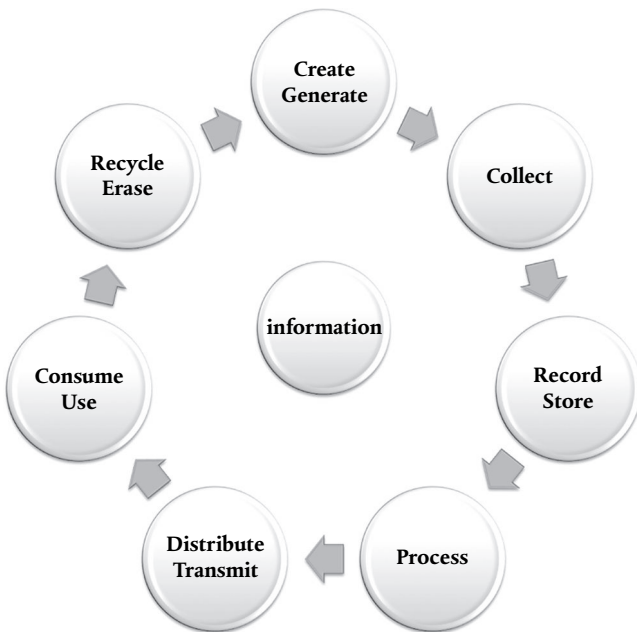 Create
Generate
Collect
Record
Store
Process
Distribute
Transmit
Consume
Use
Recycle
Erase
information